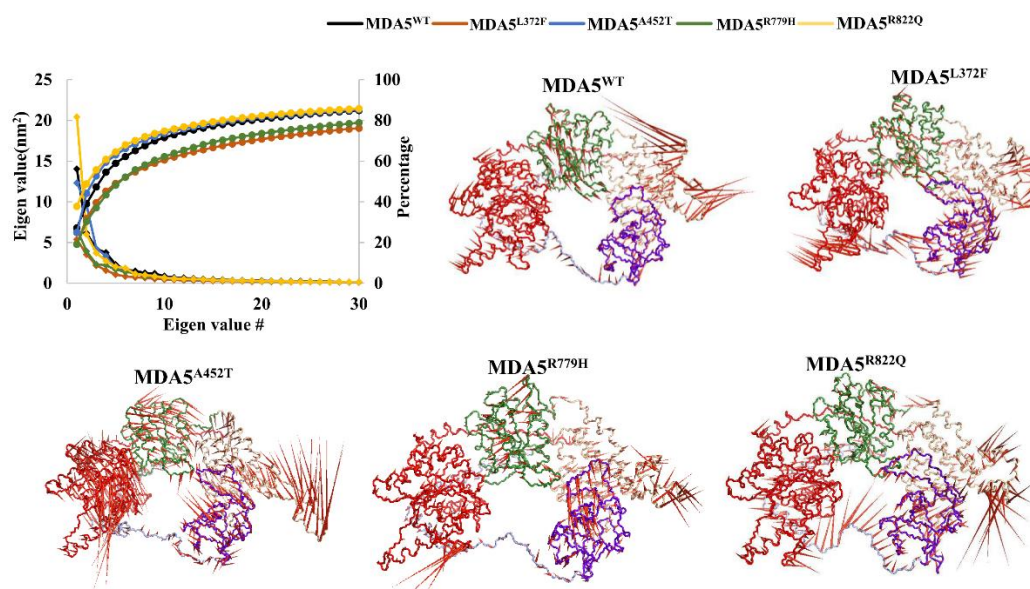 MDA5WT MDA5L372F MDA5A452T MDA5R779H MDA5R822Q
25 100
20 80
15 60
10 40
5 20
0 0
0 10 20 30
Eigen value(nm2)
Percentage
Eigen value #
MDA5WT
MDA5L372F
MDA5A452T
MDA5R779H
MDA5R822Q